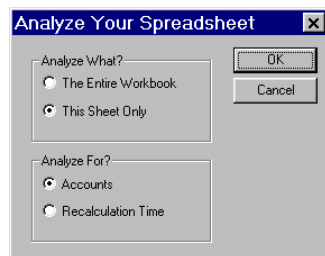 Analyze Your Spreadsheet
Analyze What?
The Entire Workbook
This Sheet Only
OK
Cancel
Analyze For?
Accounts
Recalculation Time